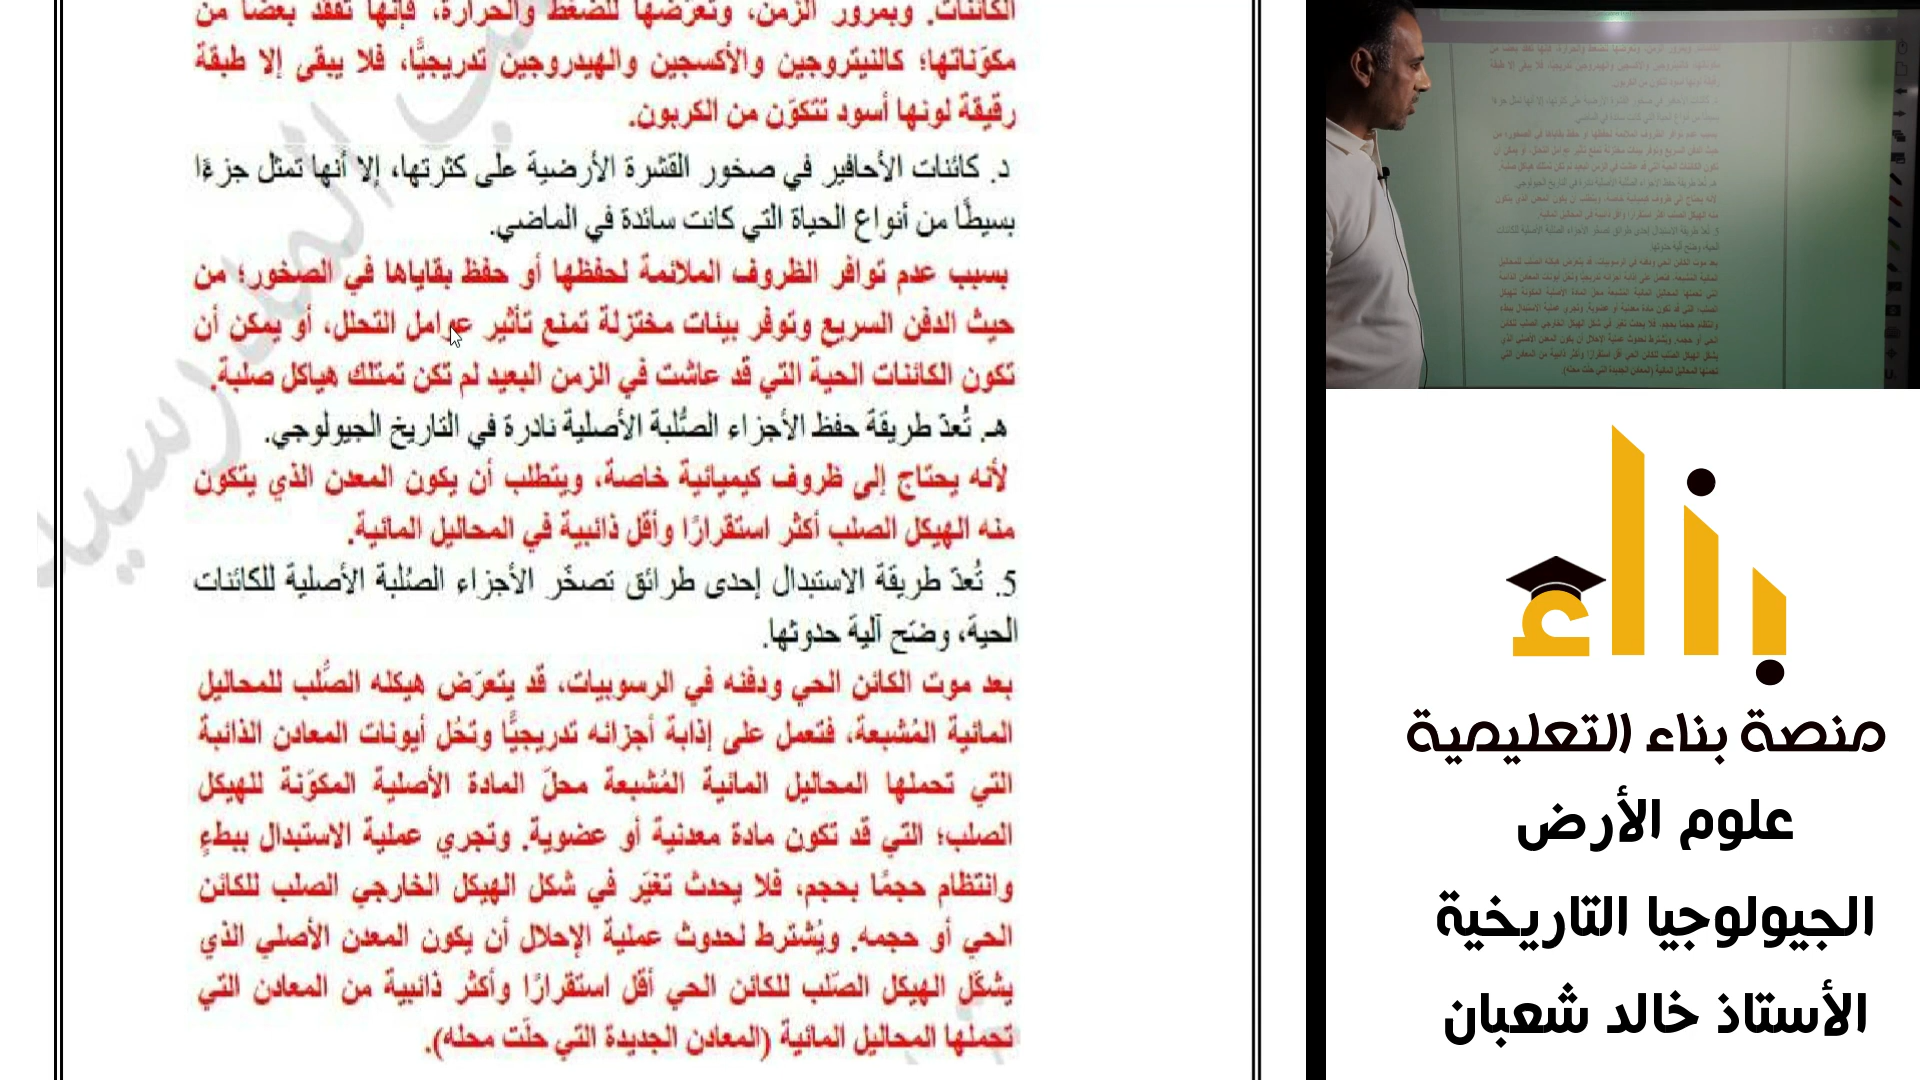 الكائنات. وبمرور الزمن، وتعرّضها للضغط والحرارة، فإنها تفقد بعضًا من
مكوّناتها؛ كالنيتروجين والأكسجين والهيدروجين تدريجيًّا، فلا يبقى إلا طبقة
رقيقة لونها أسود تتكوّن من الكربون.
د. كائنات الأحافير في صخور القشرة الأرضية على كثرتها، إلا أنها تمثل جزءًا
بسيطًا من أنواع الحياة التي كانت سائدة في الماضي.
بسبب عدم توافر الظروف الملائمة لحفظها أو حفظ بقاياها في الصخور؛ من
حيث الدفن السريع وتوفر بيئات مختزلة تمنع تأثير عوامل التحلل، أو يمكن أن
تكون الكائنات الحية التي قد عاشت في الزمن البعيد لم تكن تمتلك هياكل صلبة.
هـ. تُعدّ طريقة حفظ الأجزاء الصُّلبة الأصلية نادرة في التاريخ الجيولوجي.
لأنه يحتاج إلى ظروف كيميائية خاصة، ويتطلب أن يكون المعدن الذي يتكون
منه الهيكل الصلب أكثر استقرارًا وأقل ذائبية في المحاليل المائية.
5. تُعدّ طريقة الاستبدال إحدى طرائق تصخّر الأجزاء الصُلبة الأصلية للكائنات
الحية، وضّح آلية حدوثها.
بعد موت الكائن الحي ودفنه في الرسوبيات، قد يتعرّض هيكله الصُّلب للمحاليل
المائية المُشبعة، فتعمل على إذابة أجزائه تدريجيًّا وتحُل أيونات المعادن الذائبة
التي تحملها المحاليل المائية المُشبعة محلّ المادة الأصلية المكوّنة للهيكل
الصلب؛ التي قد تكون مادة معدنية أو عضوية. وتجري عملية الاستبدال ببطءٍ
وانتظام حجمًا بحجم، فلا يحدث تغيّر في شكل الهيكل الخارجي الصلب للكائن
الحي أو حجمه. ويُشترط لحدوث عملية الإحلال أن يكون المعدن الأصلي الذي
يشكّل الهيكل الصّلب للكائن الحي أقل استقرارًا وأكثر ذائبية من المعادن التي
تحملها المحاليل المائية (المعادن الجديدة التي حلّت محله).
بناء
منصة بناء التعليمية
علوم الأرض
الجيولوجيا التاريخية
الأستاذ خالد شعبان